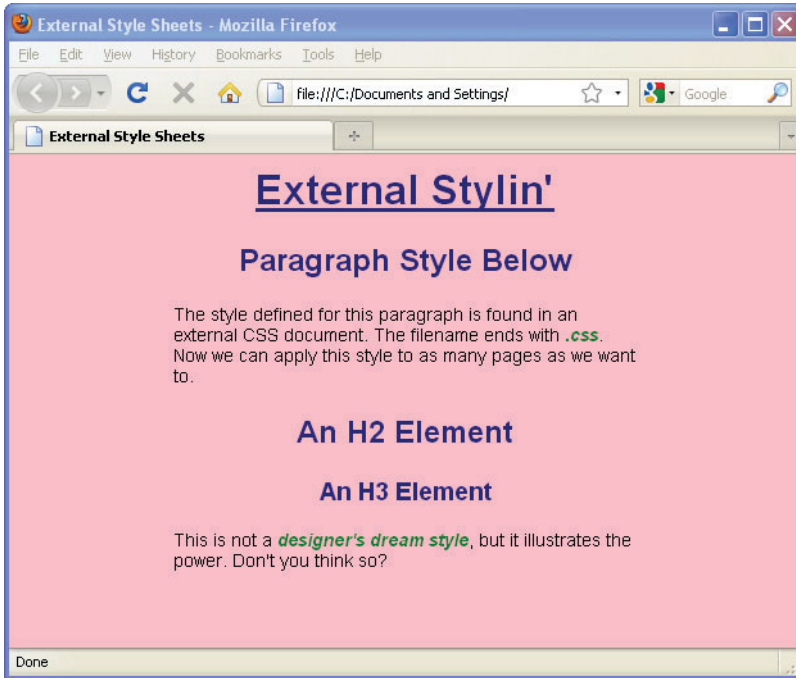 External Style Sheets - Mozilla Firefox
File Edit View History Bookmarks Tools Help
file:///C:/Documents and Settings/ Google
External Style Sheets
External Stylin'
Paragraph Style Below
The style defined for this paragraph is found in an
external CSS document. The filename ends with .css.
Now we can apply this style to as many pages as we want
to.
An H2 Element
An H3 Element
This is not a designer's dream style, but it illustrates the
power. Don't you think so?
Done